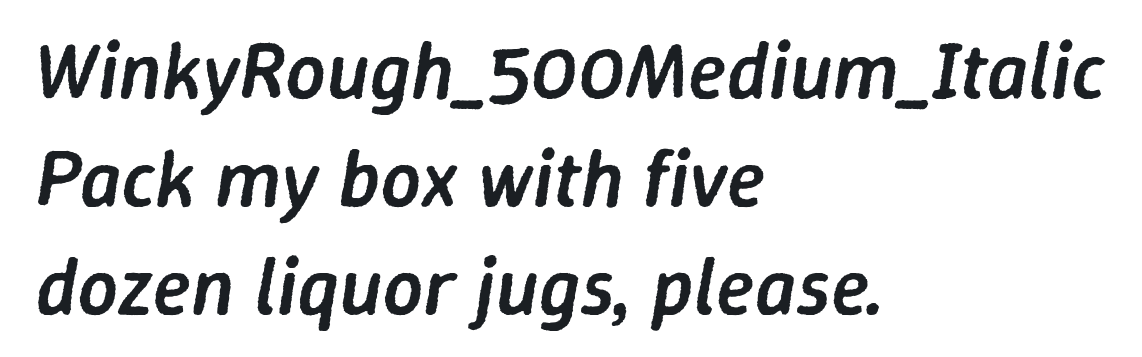 WinkyRough_500Medium_Italic
Pack my box with five
dozen liquor jugs, please.